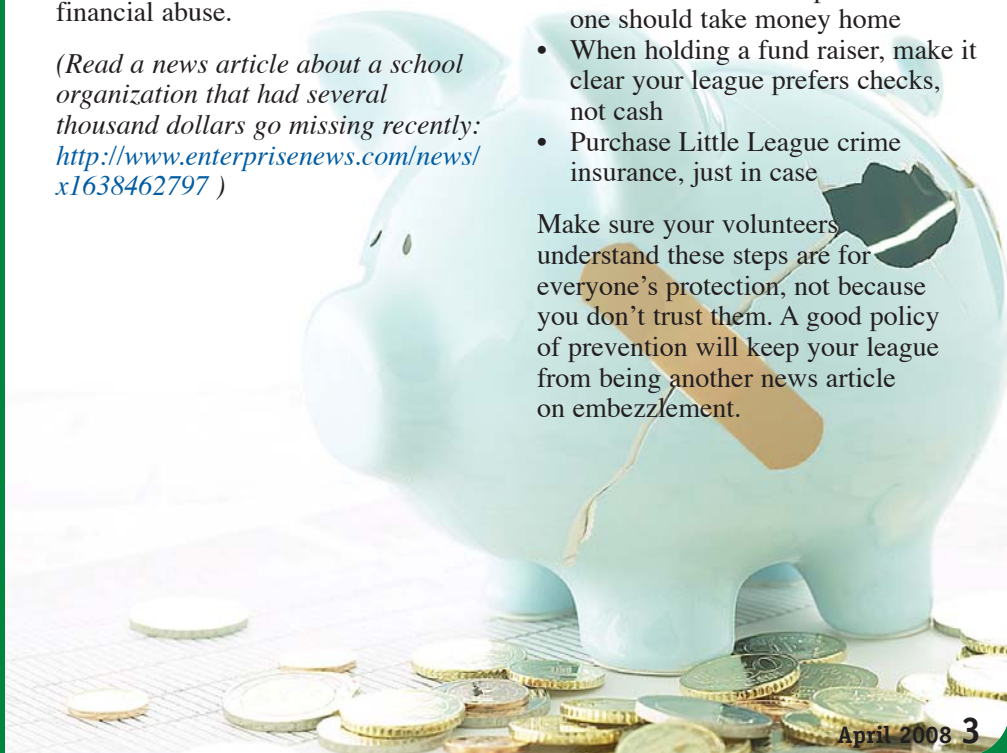 financial abuse.
(Read a news article about a school
organization that had several
thousand dollars go missing recently:
http://www.enterprisenews.com/news/
x1638462797 )
one should take money home
• When holding a fund raiser, make it
clear your league prefers checks,
not cash
• Purchase Little League crime
insurance, just in case
Make sure your volunteers
understand these steps are for
everyone’s protection, not because
you don’t trust them. A good policy
of prevention will keep your league
from being another news article
on embezzlement.
April 2008 3